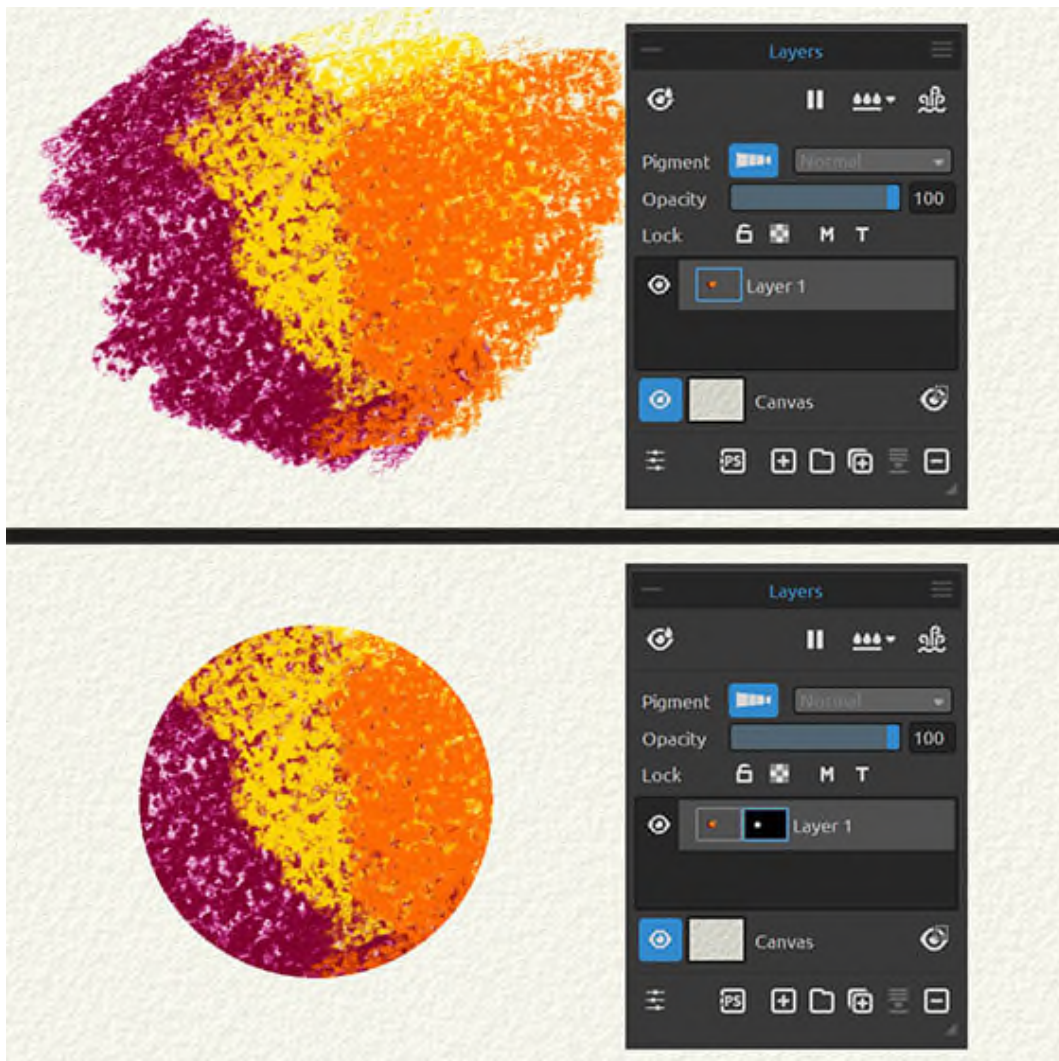 Layers
Pigment Normal
Opacity 100
Lock M T
Layer 1
Canvas
PS
Layers
Pigment Normal
Opacity 100
Lock M T
Layer 1
Canvas
PS